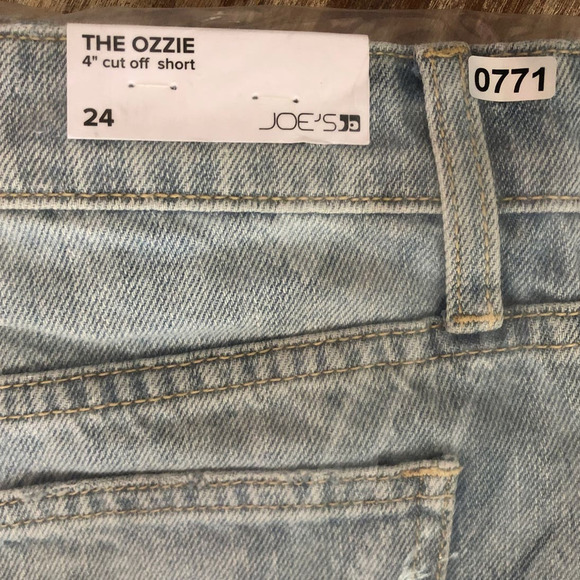 THE OZZIE
4" cut off short
24
JOE'S
0771